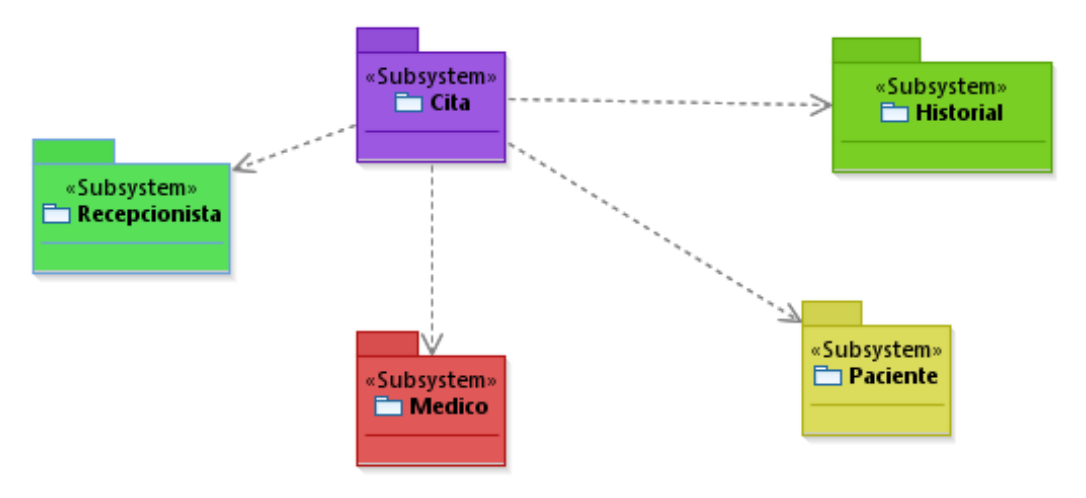 «Subsystem»
Cita
«Subsystem»
Historial
«Subsystem»
Recepcionista
«Subsystem»
Medico
«Subsystem»
Paciente